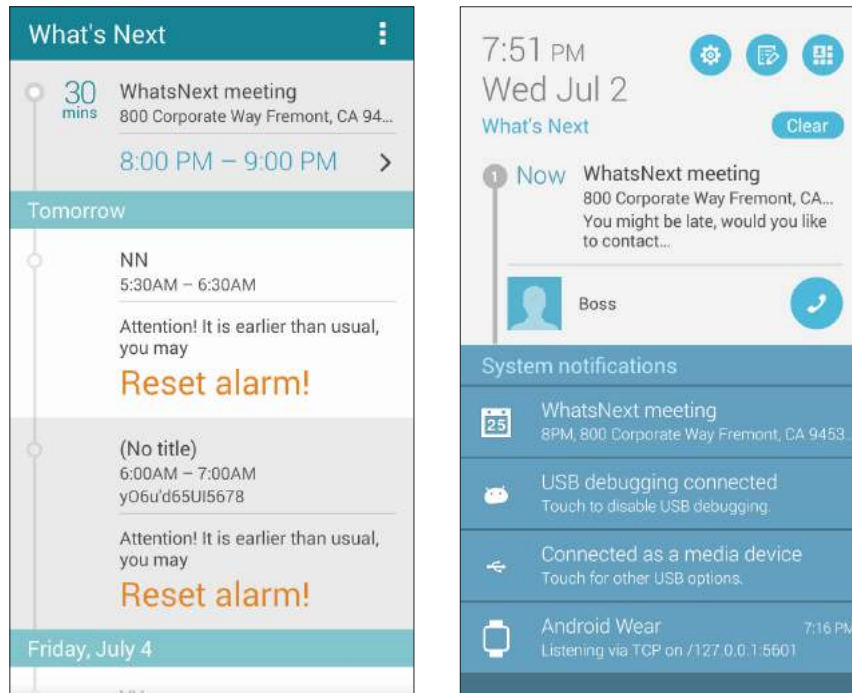 What's Next
30
mins
WhatsNext meeting
800 Corporate Way Fremont, CA 94...
8:00 PM – 9:00 PM
Tomorrow
NN
5:30AM – 6:30AM
Attention! It is earlier than usual,
you may
Reset alarm!
(No title)
6:00AM – 7:00AM
yO6u'd65UI5678
Attention! It is earlier than usual,
you may
Reset alarm!
Friday, July 4
7:51 PM
Wed Jul 2
What's Next
Clear
1
Now
WhatsNext meeting
800 Corporate Way Fremont, CA...
You might be late, would you like
to contact...
Boss
System notifications
25
WhatsNext meeting
8PM, 800 Corporate Way Fremont, CA 9453...
USB debugging connected
Touch to disable USB debugging.
Connected as a media device
Touch for other USB options.
Android Wear
7:16 PM
Listening via TCP on /127.0.0.1:5601